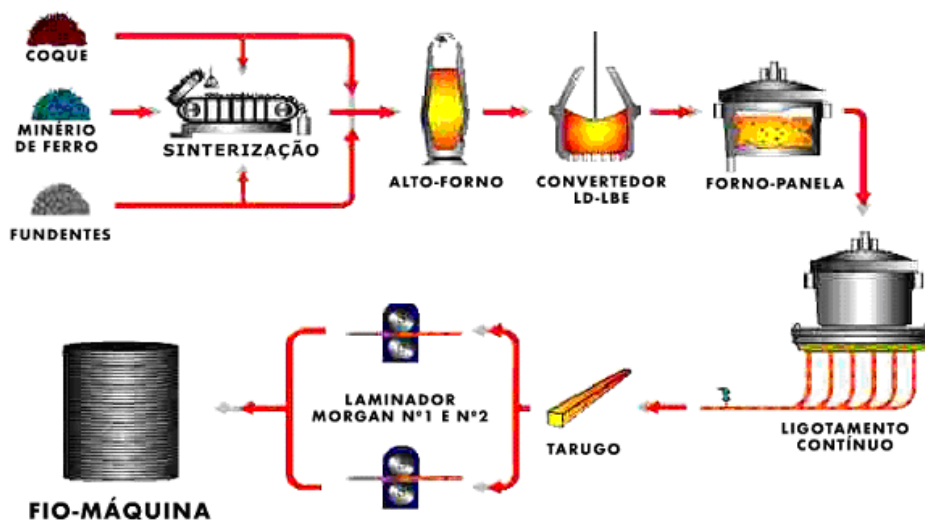 COQUE
MINÉRIO
DE FERRO
SINTERIZAÇÃO
FUNDENTES
ALTO-FORNO
CONVERTEDOR
LD-LBE
FORNO-PANELA
LIGOTAMENTO
CONTÍNUO
TARUGO
LAMINADOR
MORGAN Nº1 E Nº2
FIO-MÁQUINA